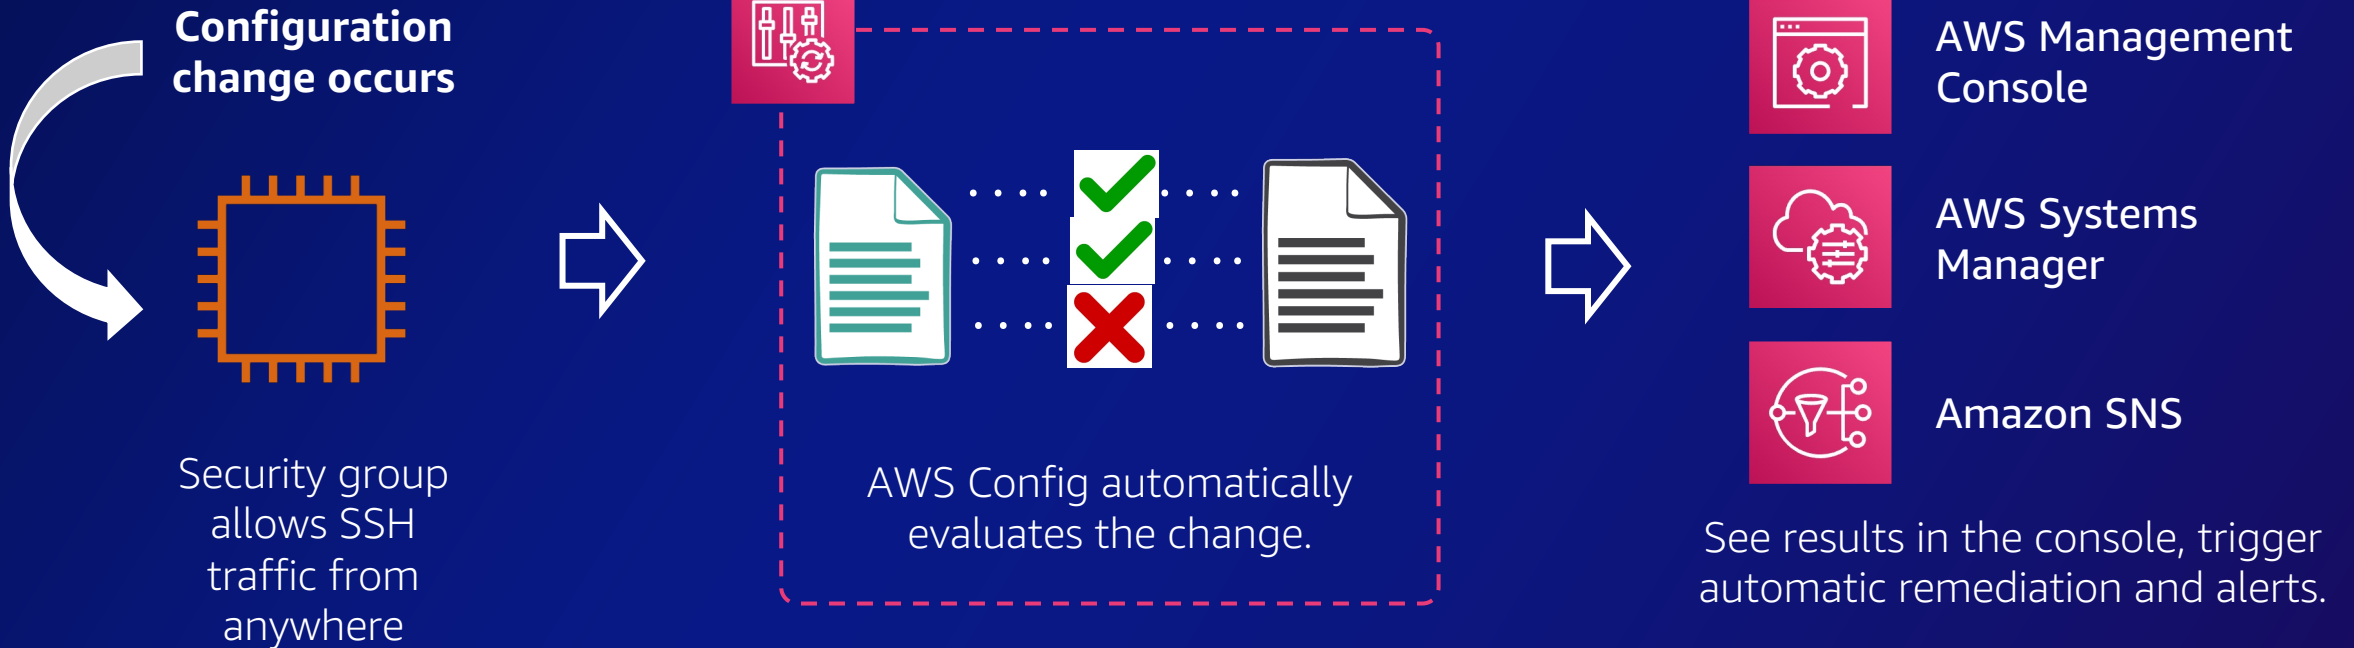 Configuration
change occurs
Security group
allows SSH
traffic from
anywhere
AWS Config automatically
evaluates the change.
AWS Management
Console
AWS Systems
Manager
Amazon SNS
See results in the console, trigger
automatic remediation and alerts.